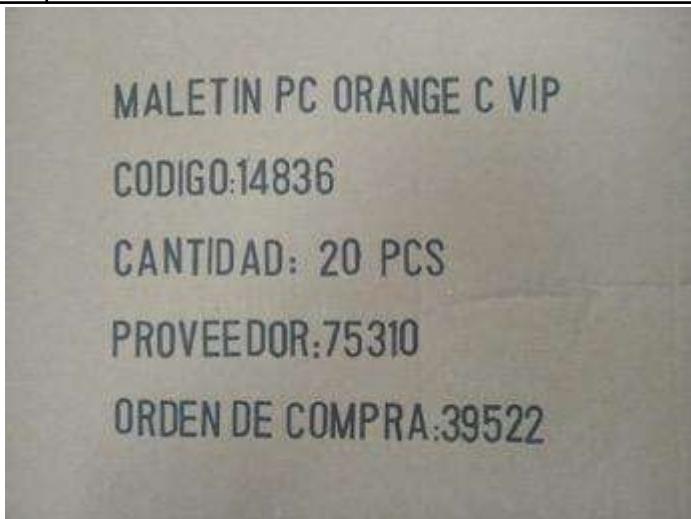 MALETIN PC ORANGE C VIP
CODIGO:14836
CANTIDAD: 20 PCS
PROVEEDOR:75310
ORDEN DE COMPRA:39522